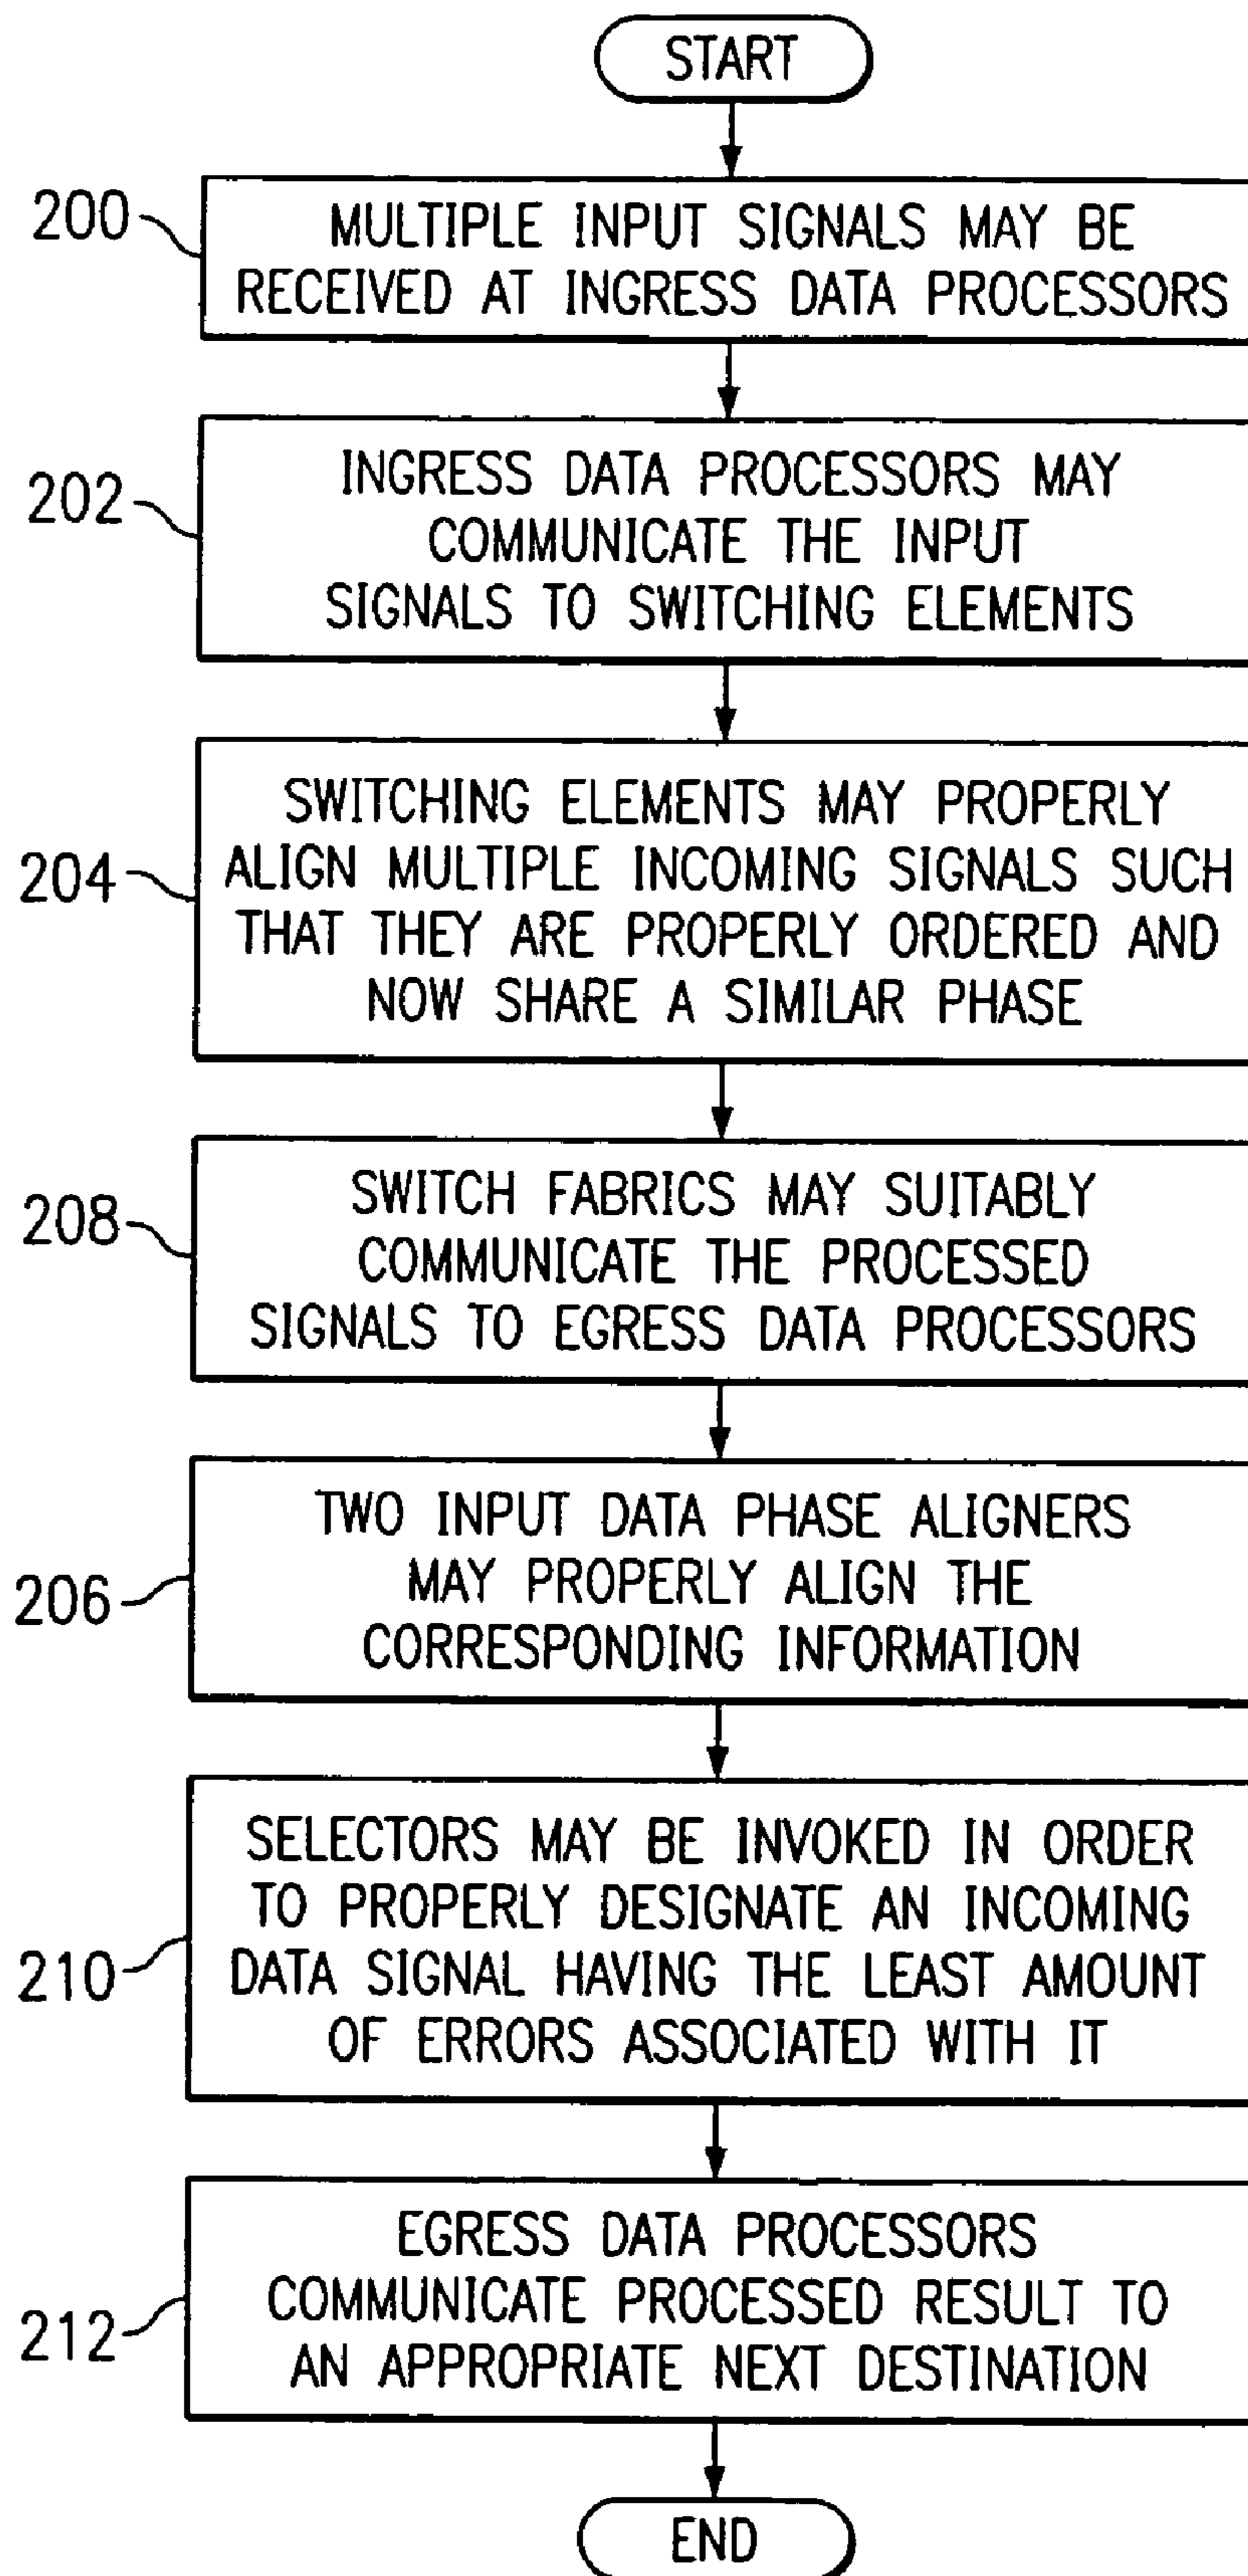 START
200
MULTIPLE INPUT SIGNALS MAY BE
RECEIVED AT INGRESS DATA PROCESSORS
202
INGRESS DATA PROCESSORS MAY
COMMUNICATE THE INPUT
SIGNALS TO SWITCHING ELEMENTS
204
SWITCHING ELEMENTS MAY PROPERLY
ALIGN MULTIPLE INCOMING SIGNALS SUCH
THAT THEY ARE PROPERLY ORDERED AND
NOW SHARE A SIMILAR PHASE
208
SWITCH FABRICS MAY SUITABLY
COMMUNICATE THE PROCESSED
SIGNALS TO EGRESS DATA PROCESSORS
206
TWO INPUT DATA PHASE ALIGNERS
MAY PROPERLY ALIGN THE
CORRESPONDING INFORMATION
210
SELECTORS MAY BE INVOKED IN ORDER
TO PROPERLY DESIGNATE AN INCOMING
DATA SIGNAL HAVING THE LEAST AMOUNT
OF ERRORS ASSOCIATED WITH IT
212
EGRESS DATA PROCESSORS
COMMUNICATE PROCESSED RESULT TO
AN APPROPRIATE NEXT DESTINATION
END